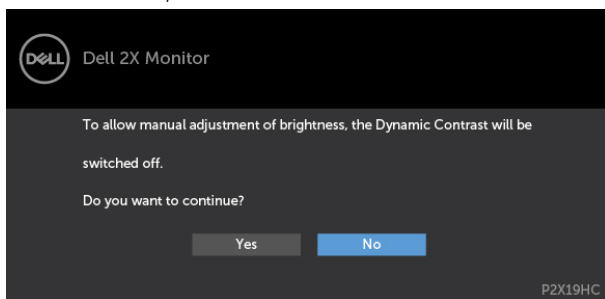 DELL
Dell 2X Monitor
To allow manual adjustment of brightness, the Dynamic Contrast will be
switched off.
Do you want to continue?
Yes No
P2X19HC